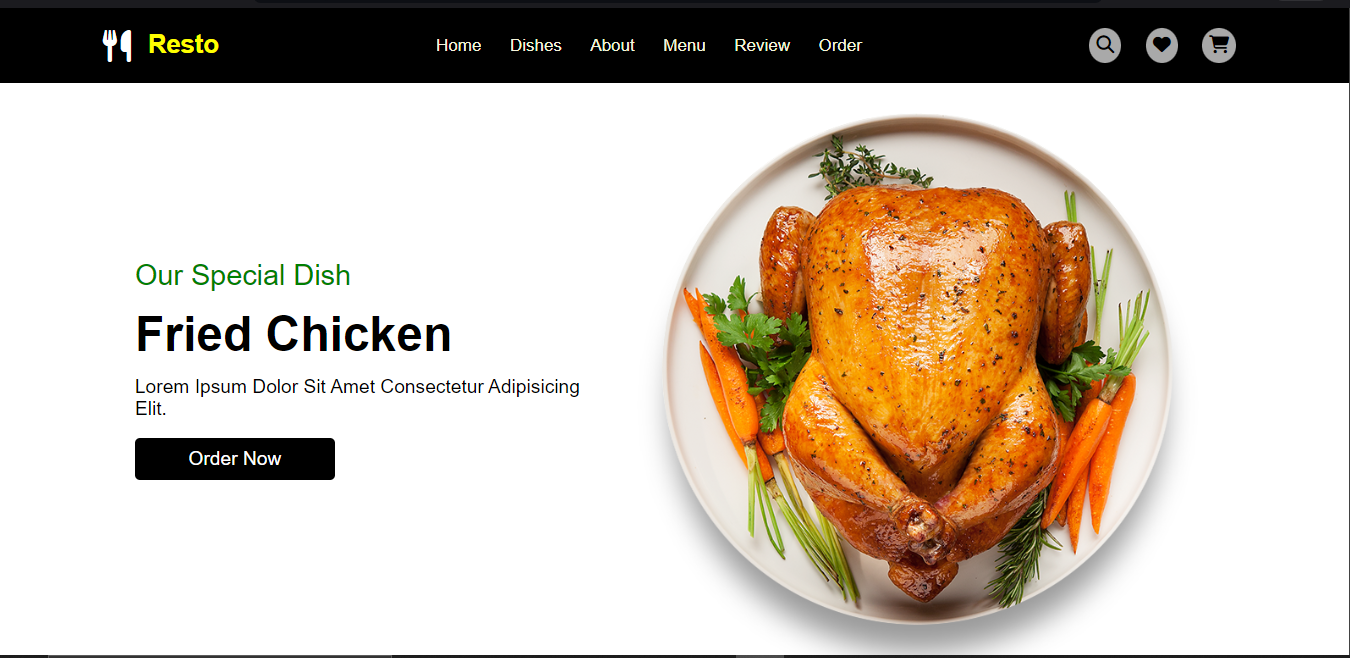 Resto
Home Dishes About Menu Review Order
Our Special Dish
Fried Chicken
Lorem Ipsum Dolor Sit Amet Consectetur Adipisicing
Elit.
Order Now